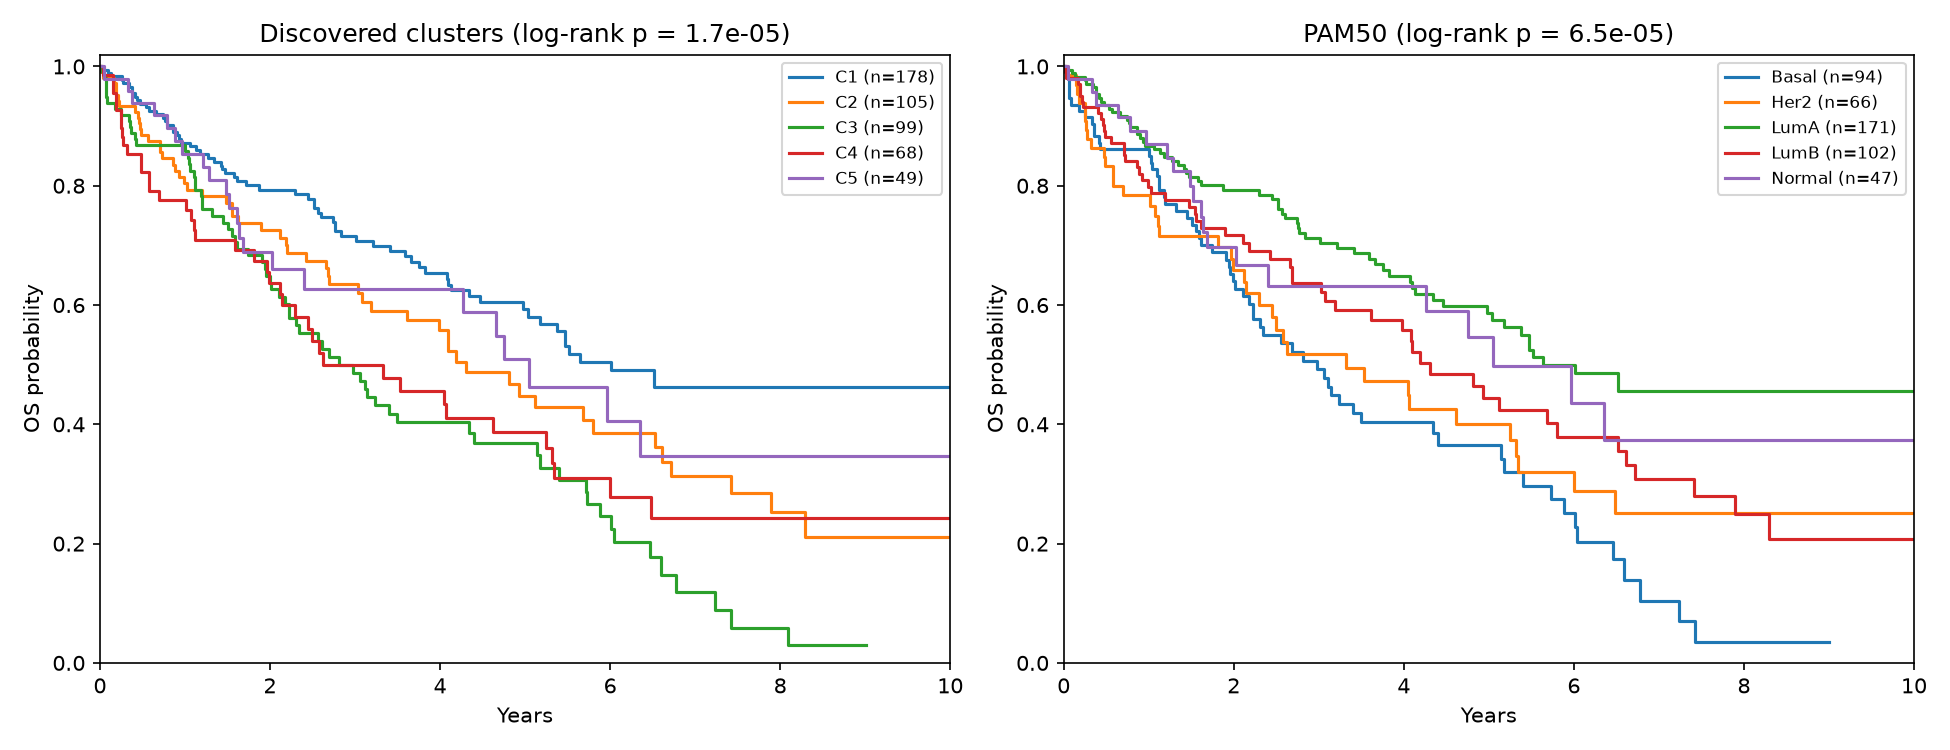 Discovered clusters (log-rank p = 1.7e-05)
OS probability
1.0
0.8
0.6
0.4
0.2
0.0
C1 (n=178)
C2 (n=105)
C3 (n=99)
C4 (n=68)
C5 (n=49)
0 2 4 6 8 10
Years
PAM50 (log-rank p = 6.5e-05)
OS probability
1.0
0.8
0.6
0.4
0.2
0.0
Basal (n=94)
Her2 (n=66)
LumA (n=171)
LumB (n=102)
Normal (n=47)
0 2 4 6 8 10
Years